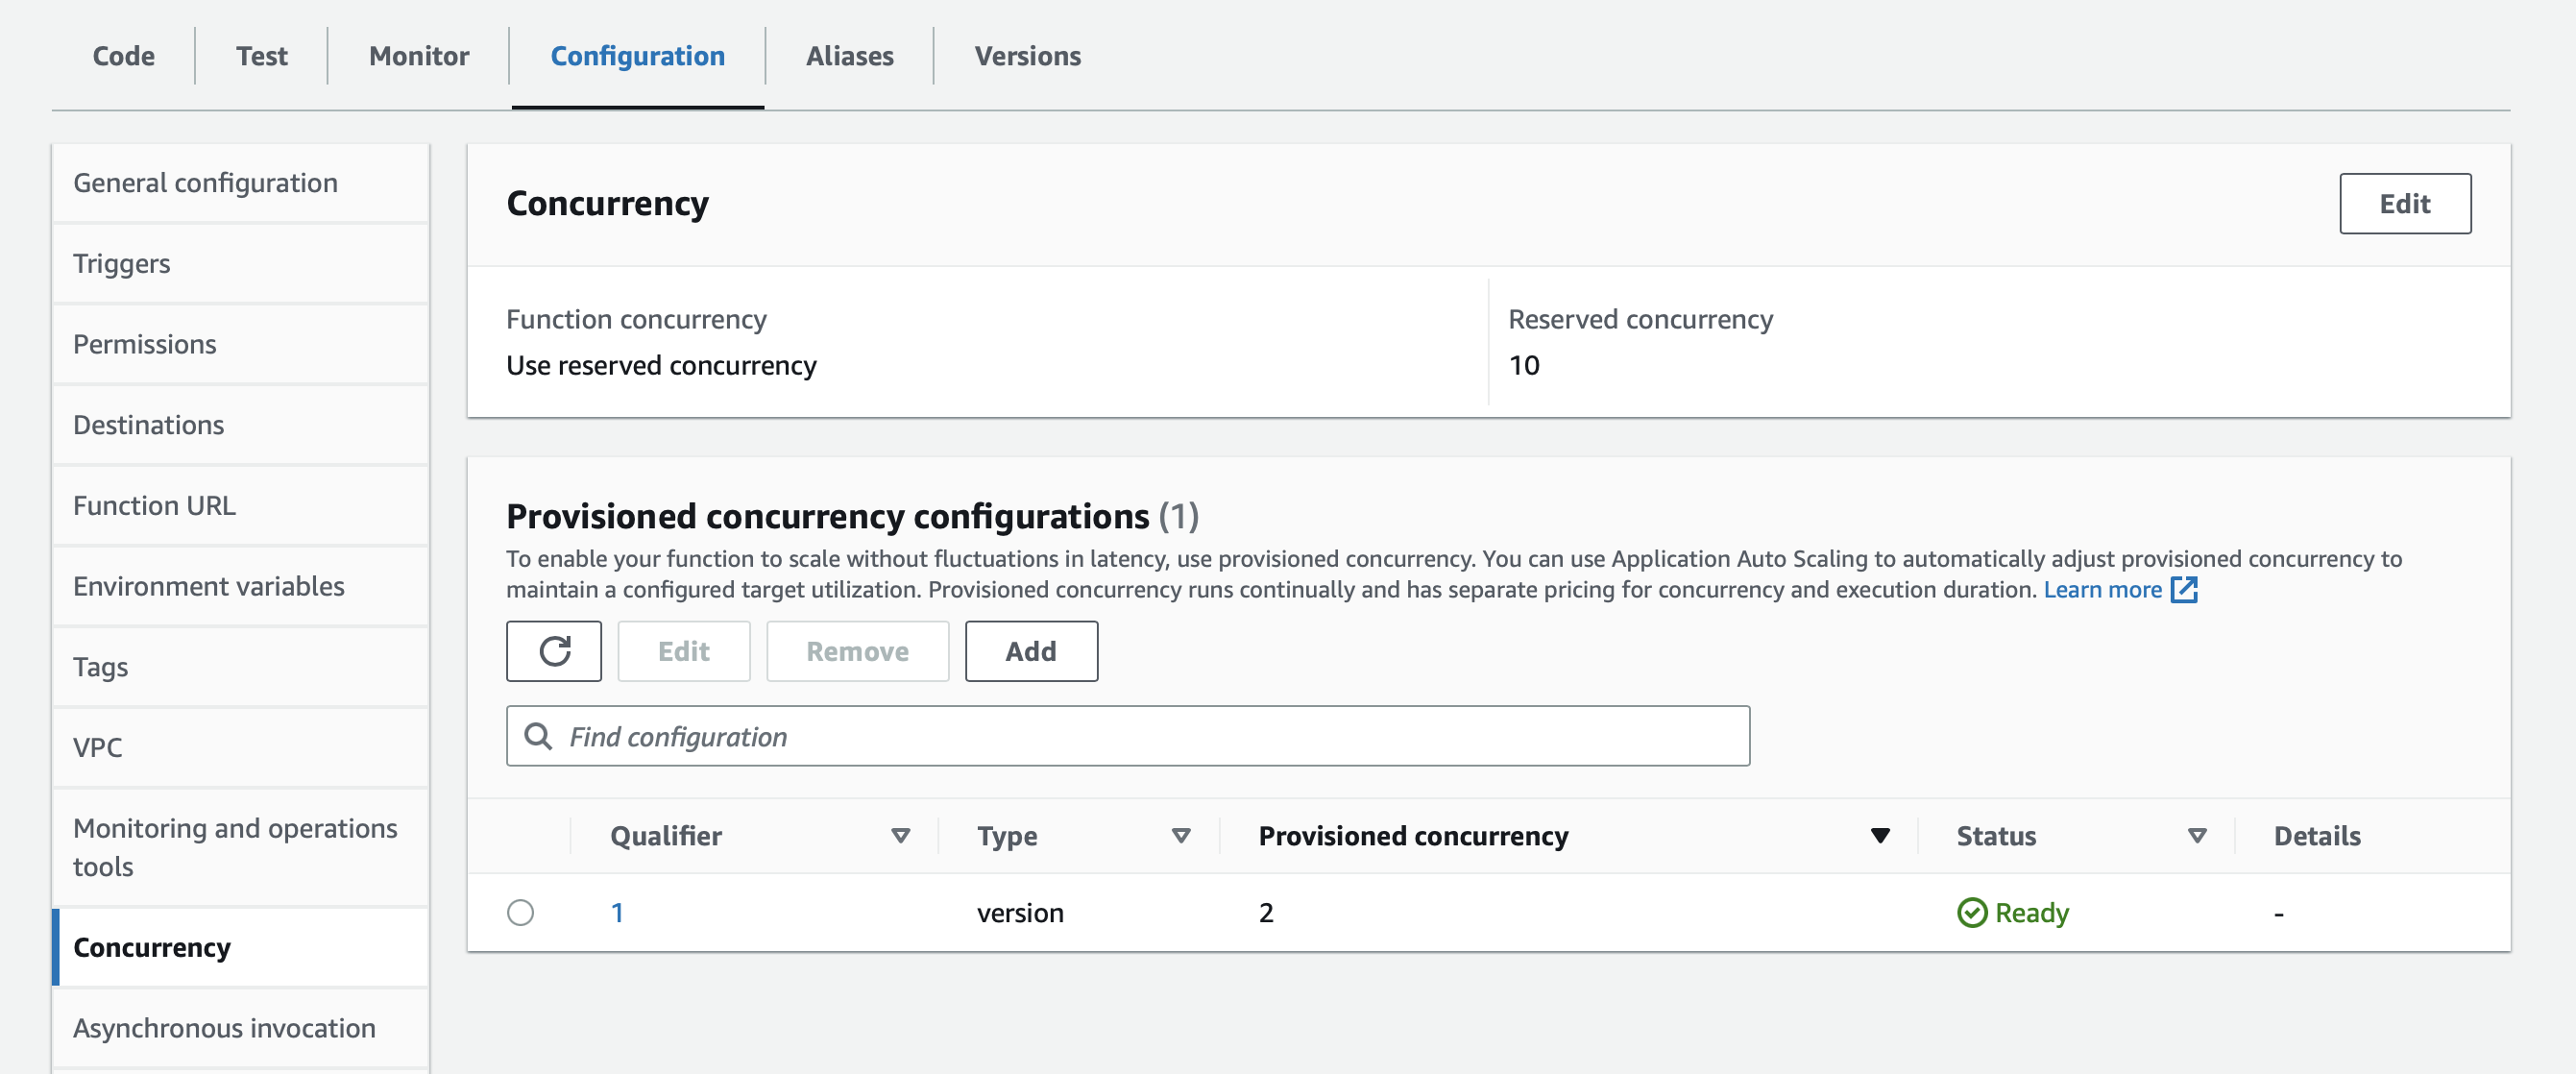 Code
Test
Monitor
Configuration
Aliases
Versions
General configuration
Triggers
Permissions
Destinations
Function URL
Environment variables
Tags
VPC
Monitoring and operations
tools
Concurrency
Asynchronous invocation
Concurrency
Edit
Function concurrency
Use reserved concurrency
Reserved concurrency
10
Provisioned concurrency configurations (1)
To enable your function to scale without fluctuations in latency, use provisioned concurrency. You can use Application Auto Scaling to automatically adjust provisioned concurrency to
maintain a configured target utilization. Provisioned concurrency runs continually and has separate pricing for concurrency and execution duration. Learn more
Edit
Remove
Add
Find configuration
Qualifier
Type
Provisioned concurrency
Status
Details
1
version
2
Ready
-